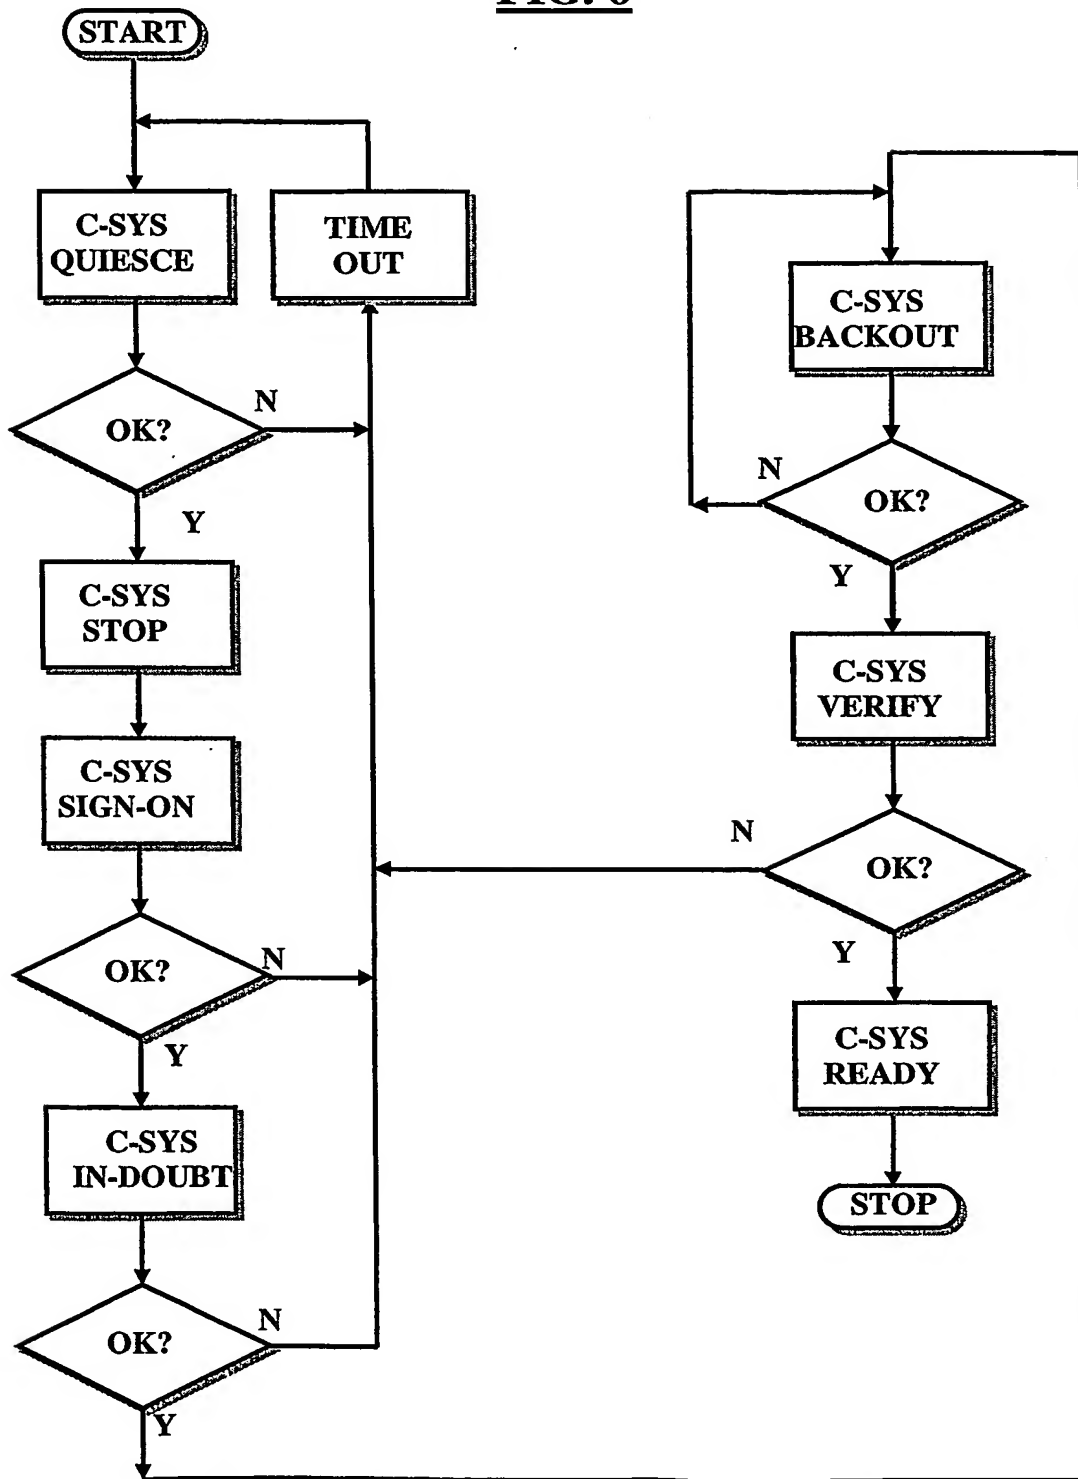 START
C-SYS
QUIESCE
TIME
OUT
OK?
N
Y
C-SYS
STOP
C-SYS
SIGN-ON
OK?
N
Y
C-SYS
IN-DOUBT
OK?
N
Y
C-SYS
BACKOUT
OK?
N
Y
C-SYS
VERIFY
OK?
N
Y
C-SYS
READY
STOP